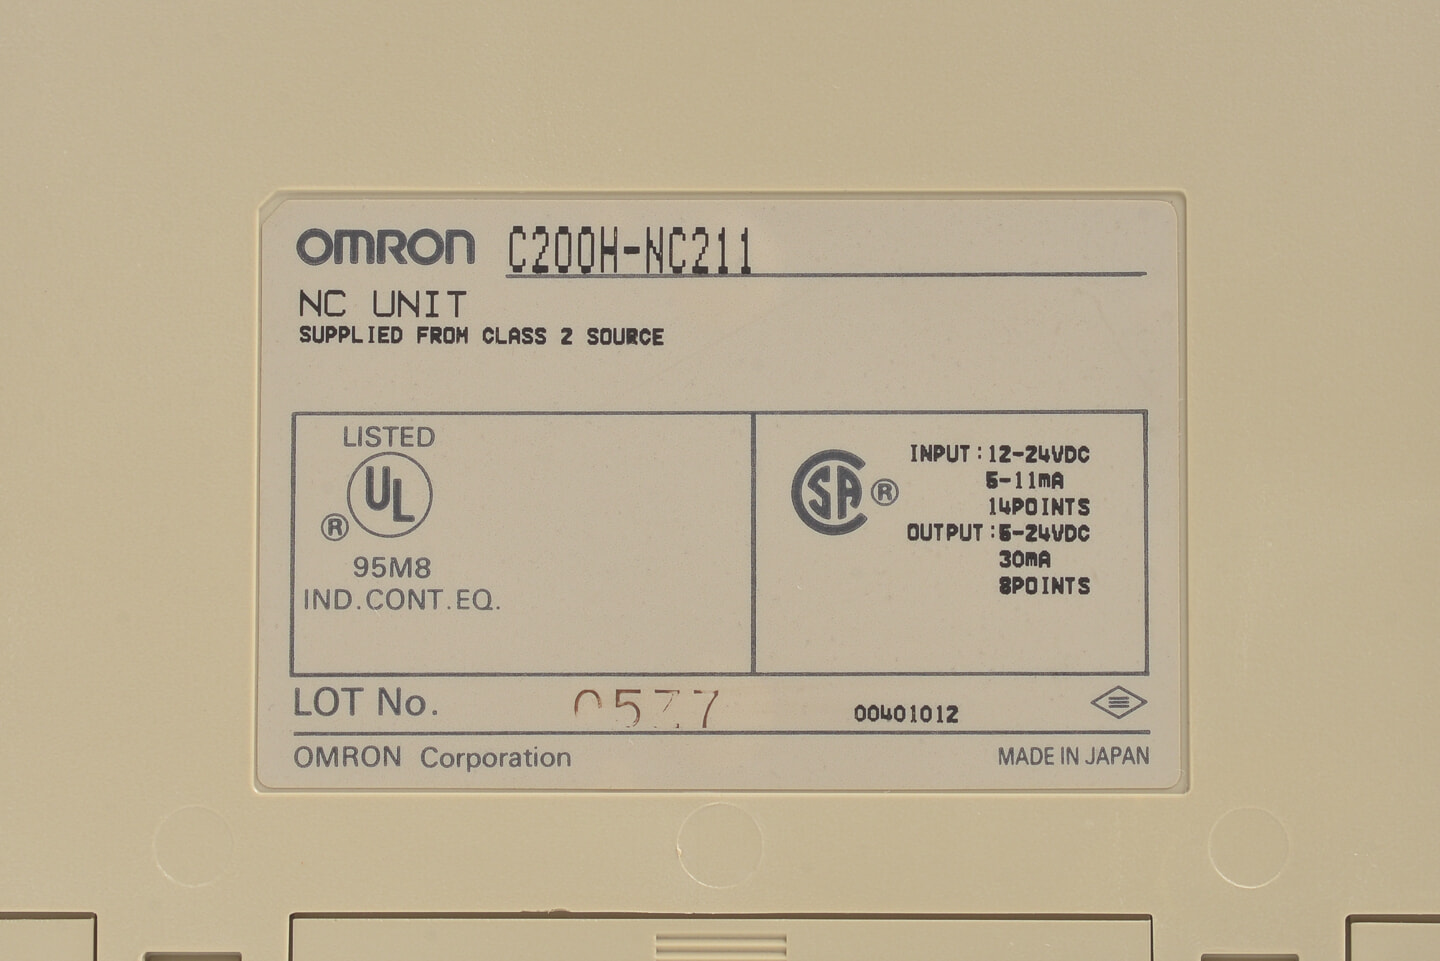 OMRON C200H-NC211
NC UNIT
SUPPLIED FROM CLASS 2 SOURCE
LISTED
UL
®
95M8
IND.CONT.EQ.
SA ®
INPUT:12-24VDC
5-11mA
14POINTS
OUTPUT:5-24VDC
30mA
8POINTS
LOT No. 0577 00401012
OMRON Corporation MADE IN JAPAN